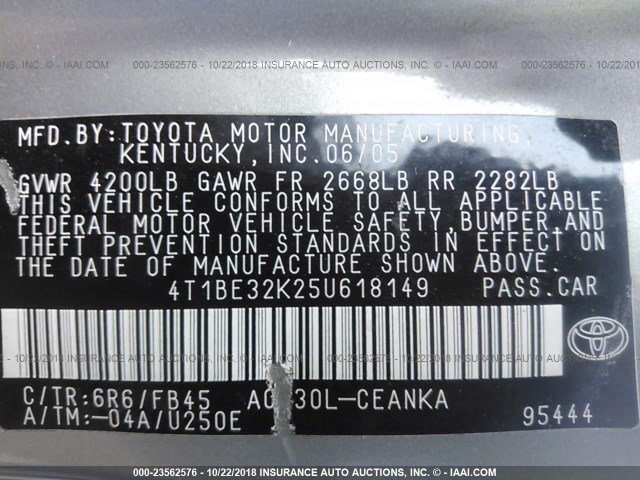 000-23562576 - 10/22/2018 INSURANCE AUTO AUCTIONS, INC. (IAAI.COM)
MFD.BY:TOYOTA MOTOR MANUFACTURING,
KENTUCKY,INC.06/05
GVWR 4200LB GAWR FR 2668LB RR 2282LB
THIS VEHICLE CONFORMS TO ALL APPLICABLE
FEDERAL MOTOR VEHICLE SAFETY,BUMPER,AND
THEFT PREVENTION STANDARDS IN EFFECT ON
THE DATE OF MANUFACTURE SHOWN ABOVE.
4T1BE32K25U618149 PASS.CAR
C/TR:6R6/FB45 30L-CEANKA
A/TM:-04A/U250E 95444
000-23562576 - 10/22/2018 INSURANCE AUTO AUCTIONS, INC. (IAAI.COM)